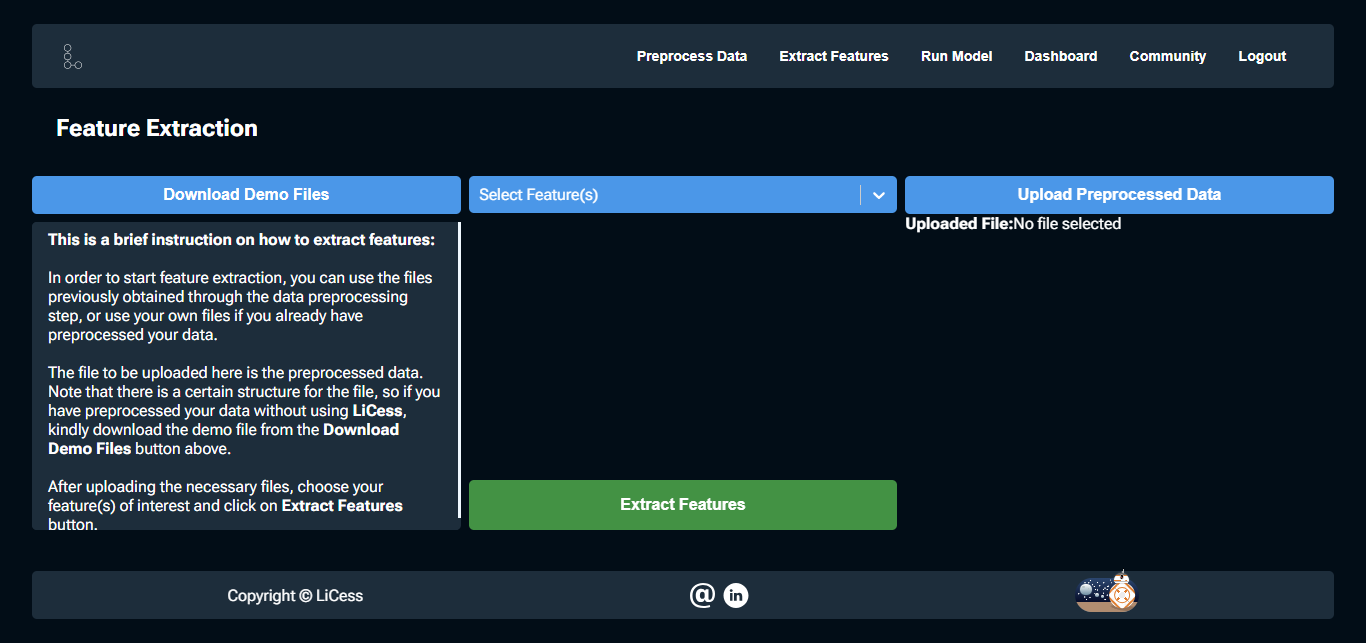 Preprocess Data Extract Features Run Model Dashboard Community Logout
Feature Extraction
Download Demo Files
Select Feature(s)
Upload Preprocessed Data
Uploaded File:No file selected
This is a brief instruction on how to extract features:
In order to start feature extraction, you can use the files
previously obtained through the data preprocessing
step, or use your own files if you already have
preprocessed your data.
The file to be uploaded here is the preprocessed data.
Note that there is a certain structure for the file, so if you
have preprocessed your data without using LiCess,
kindly download the demo file from the Download
Demo Files button above.
After uploading the necessary files, choose your
feature(s) of interest and click on Extract Features
button.
Extract Features
Copyright © LiCess
@ in